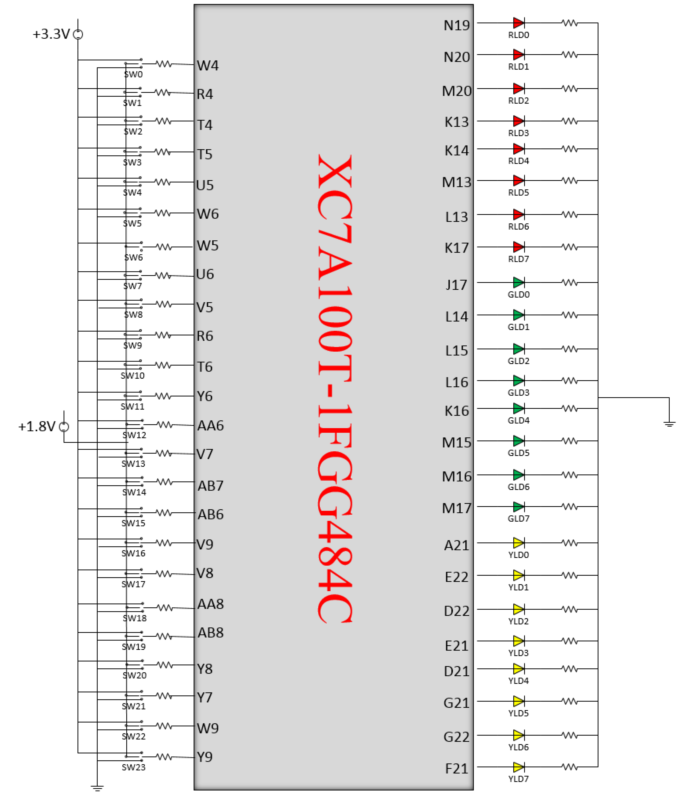 +3.3V
+1.8V
SW0
W4
SW1
R4
SW2
T4
SW3
T5
SW4
U5
SW5
W6
SW6
W5
SW7
U6
SW8
V5
SW9
R6
SW10
T6
SW11
Y6
SW12
AA6
SW13
V7
SW14
AB7
SW15
AB6
SW16
V9
SW17
V8
SW18
AA8
SW19
AB8
SW20
Y8
SW21
Y7
SW22
W9
SW23
Y9
XC7A100T-1FGG484C
N19
RLD0
N20
RLD1
M20
RLD2
K13
RLD3
K14
RLD4
M13
RLD5
L13
RLD6
K17
RLD7
J17
GLD0
L14
GLD1
L15
GLD2
L16
GLD3
K16
GLD4
M15
GLD5
M16
GLD6
M17
GLD7
A21
YLD0
E22
YLD1
D22
YLD2
E21
YLD3
D21
YLD4
G21
YLD5
G22
YLD6
F21
YLD7